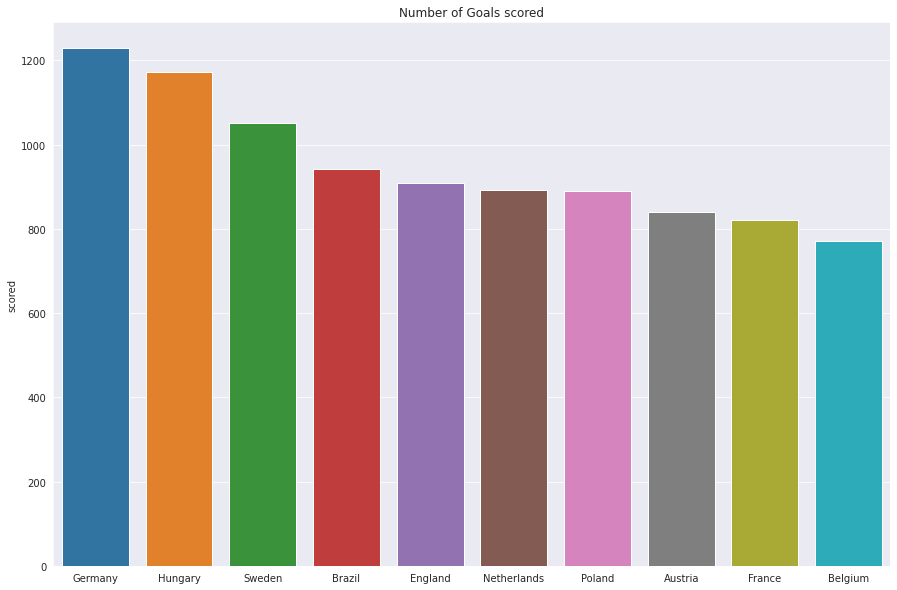 Number of Goals scored
1200
1000
800
600
400
200
0
scored
Germany Hungary Sweden Brazil England Netherlands Poland Austria France Belgium